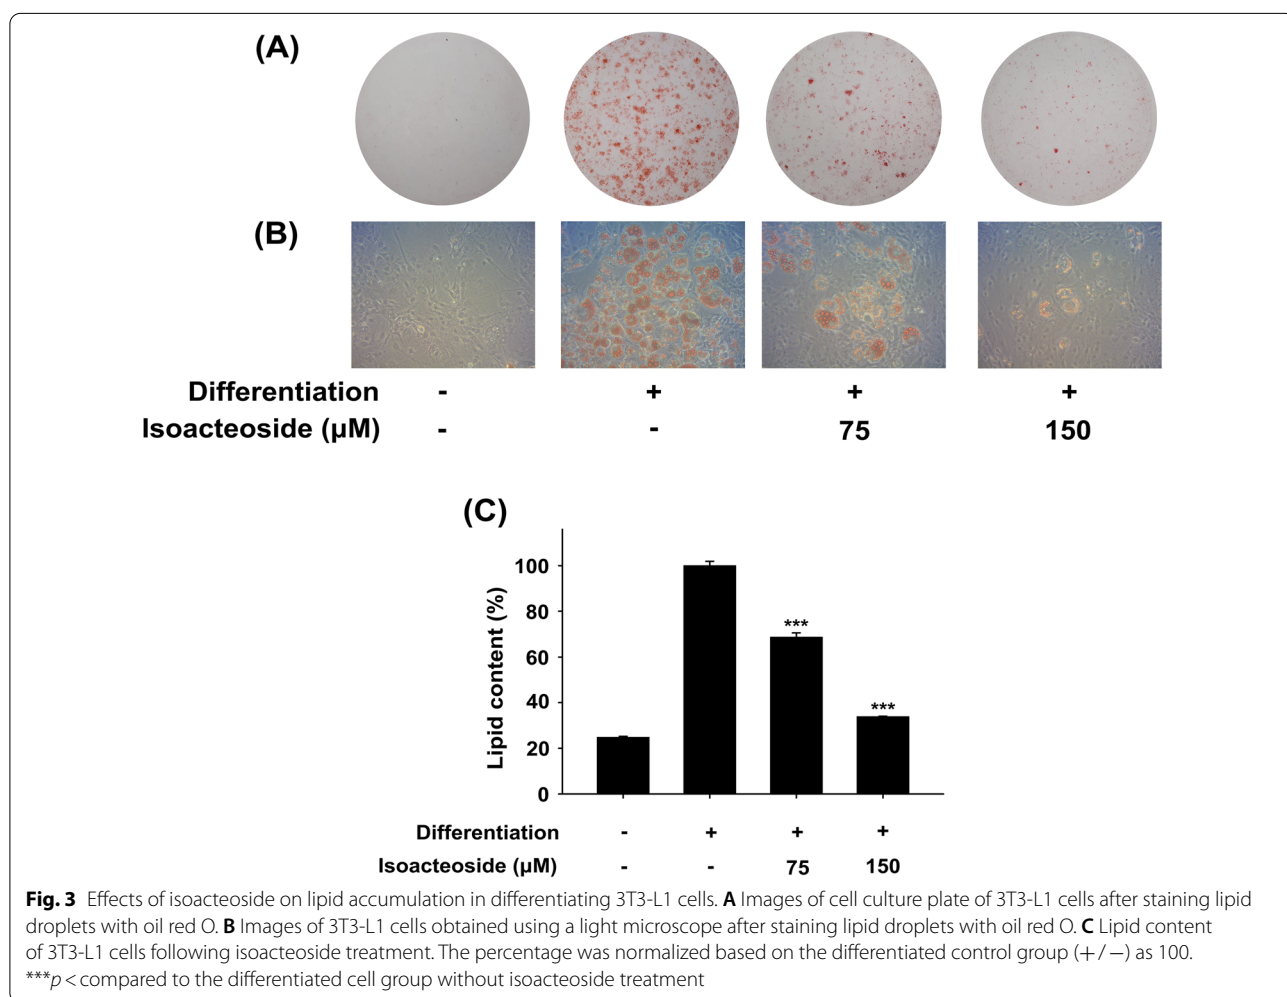 (A)
(B)
Differentiation - + + +
Isoacteoside (µM) - - 75 150
(C)
Lipid content (%)
100
80
60
40
20
0
***
***
Differentiation - + + +
Isoacteoside (µM) - - 75 150
Fig. 3 Effects of isoacteoside on lipid accumulation in differentiating 3T3-L1 cells. A Images of cell culture plate of 3T3-L1 cells after staining lipid
droplets with oil red O. B Images of 3T3-L1 cells obtained using a light microscope after staining lipid droplets with oil red O. C Lipid content
of 3T3-L1 cells following isoacteoside treatment. The percentage was normalized based on the differentiated control group (+/−) as 100.
***p < compared to the differentiated cell group without isoacteoside treatment